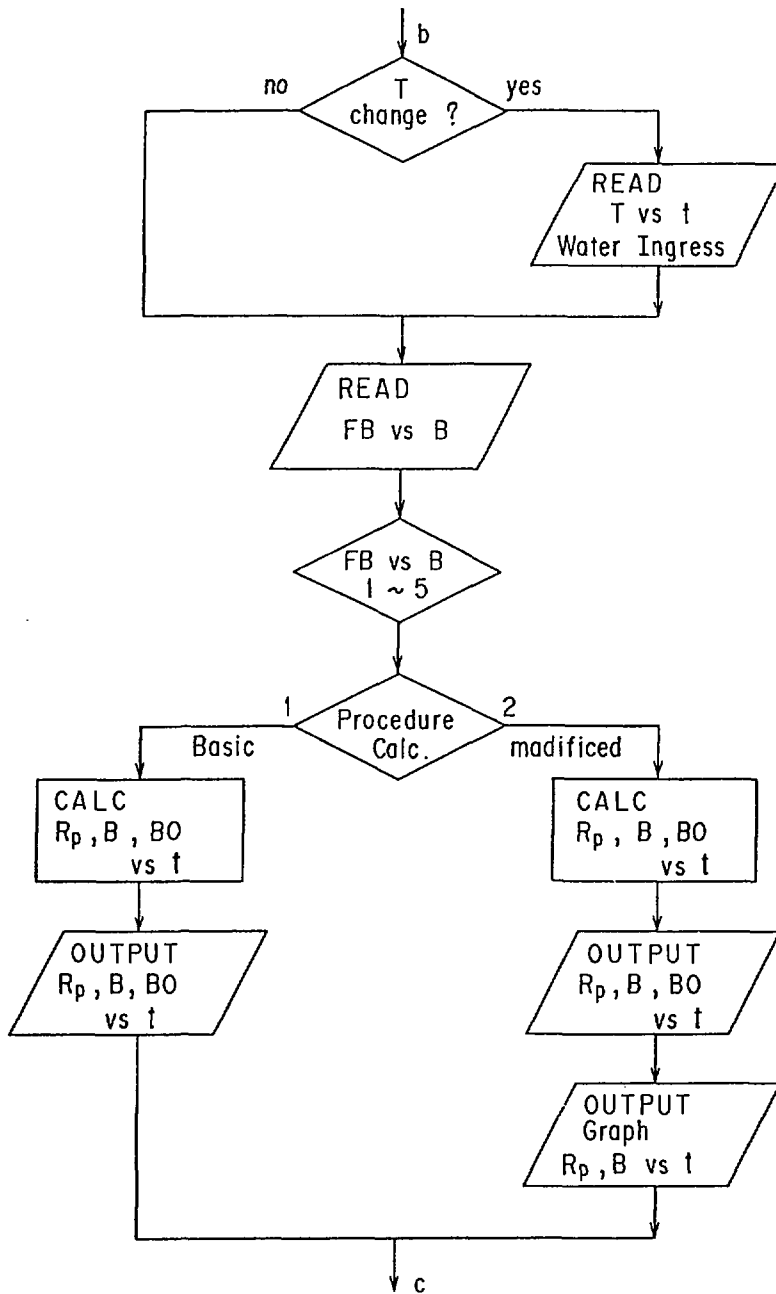 b
no
T
change ?
yes
READ
T vs t
Water Ingress
READ
FB vs B
FB vs B
1 ~ 5
1
Procedure
Calc.
2
Basic
madificed
CALC
Rp , B , BO
vs t
CALC
Rp , B , BO
vs t
OUTPUT
Rp , B, BO
vs t
OUTPUT
Rp , B , BO
vs t
OUTPUT
Graph
Rp , B vs t
c